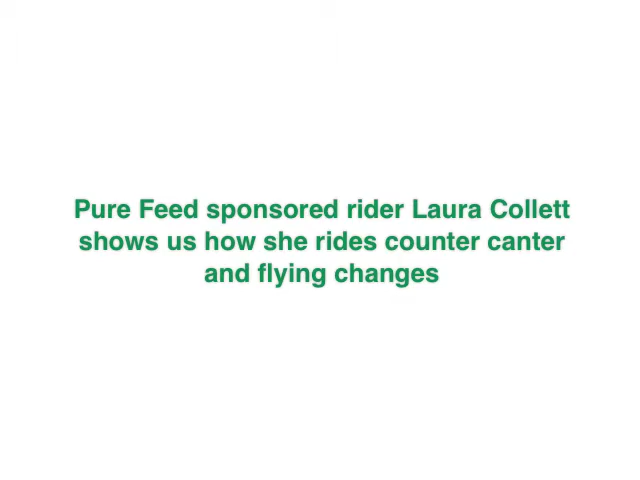 Pure Feed sponsored rider Laura Collett
shows us how she rides counter canter
and flying changes